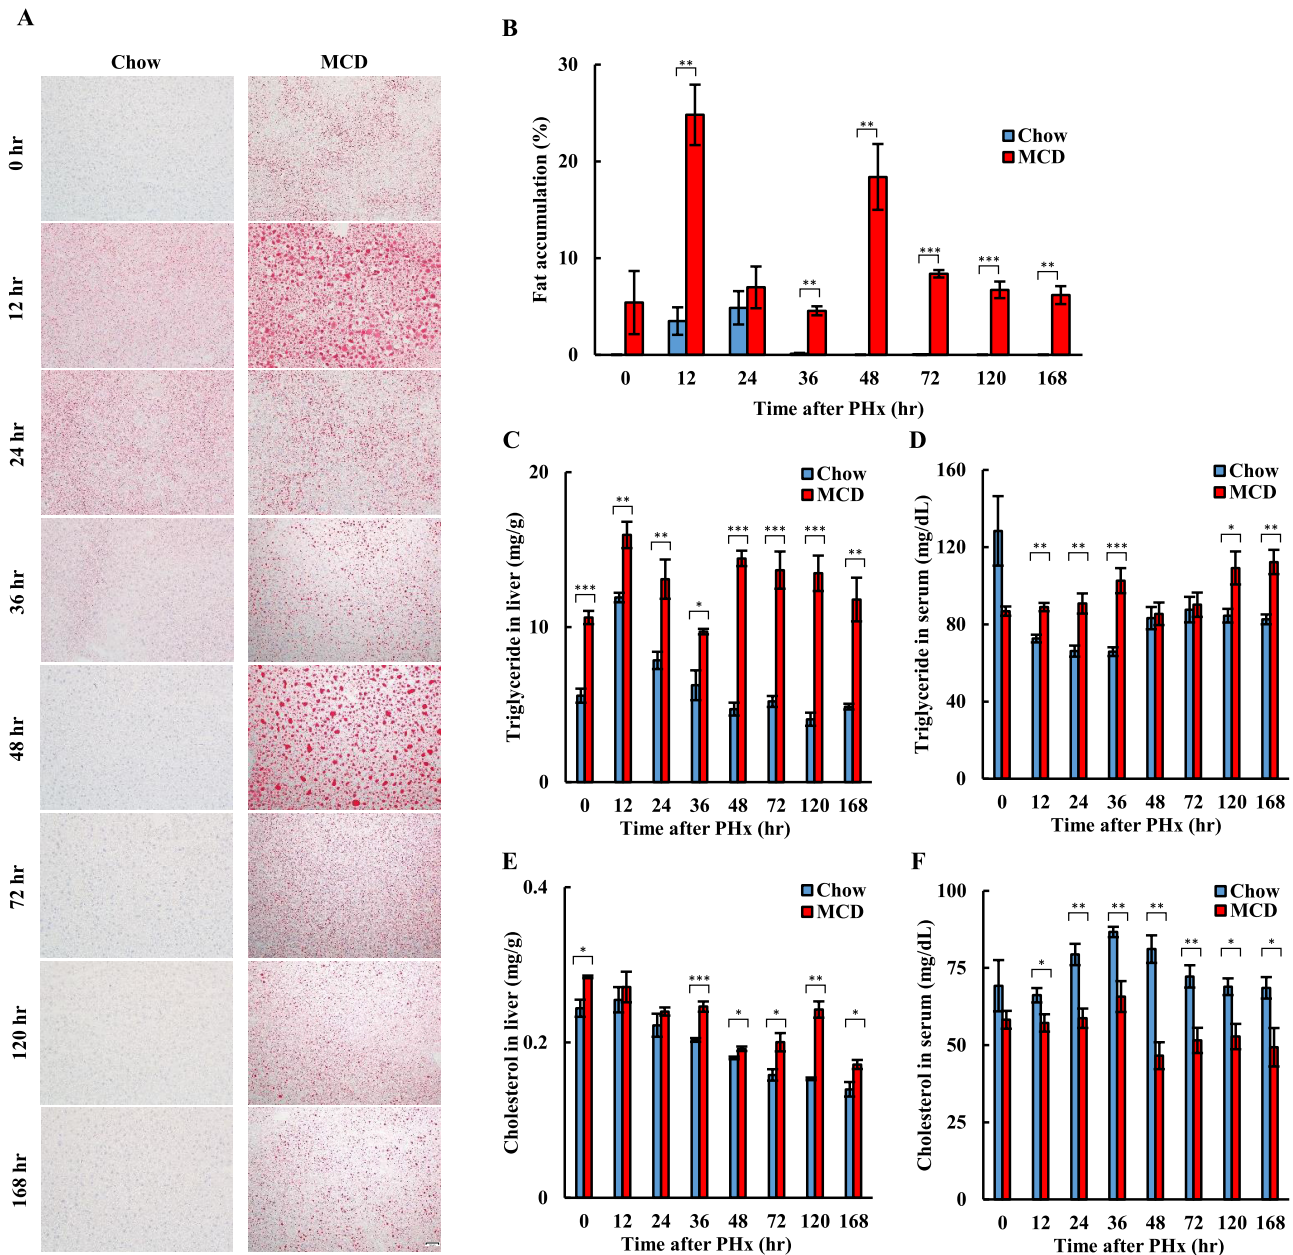 A
Chow MCD
0 hr
12 hr
24 hr
36 hr
48 hr
72 hr
120 hr
168 hr
B
Fat accumulation (%)
30
20
10
0
** ** ** *** *** **
Chow
MCD
0 12 24 36 48 72 120 168
Time after PHx (hr)
C
Triglyceride in liver (mg/g)
20
10
0
*** ** ** * *** *** *** **
Chow
MCD
0 12 24 36 48 72 120 168
Time after PHx (hr)
D
Triglyceride in serum (mg/dL)
160
120
80
40
0
** ** *** * **
Chow
MCD
0 12 24 36 48 72 120 168
Time after PHx (hr)
E
Cholesterol in liver (mg/g)
0.4
0.2
0
* *** * * ** *
Chow
MCD
0 12 24 36 48 72 120 168
Time after PHx (hr)
F
Cholesterol in serum (mg/dL)
100
75
50
25
0
* ** ** ** ** * *
Chow
MCD
0 12 24 36 48 72 120 168
Time after PHx (hr)